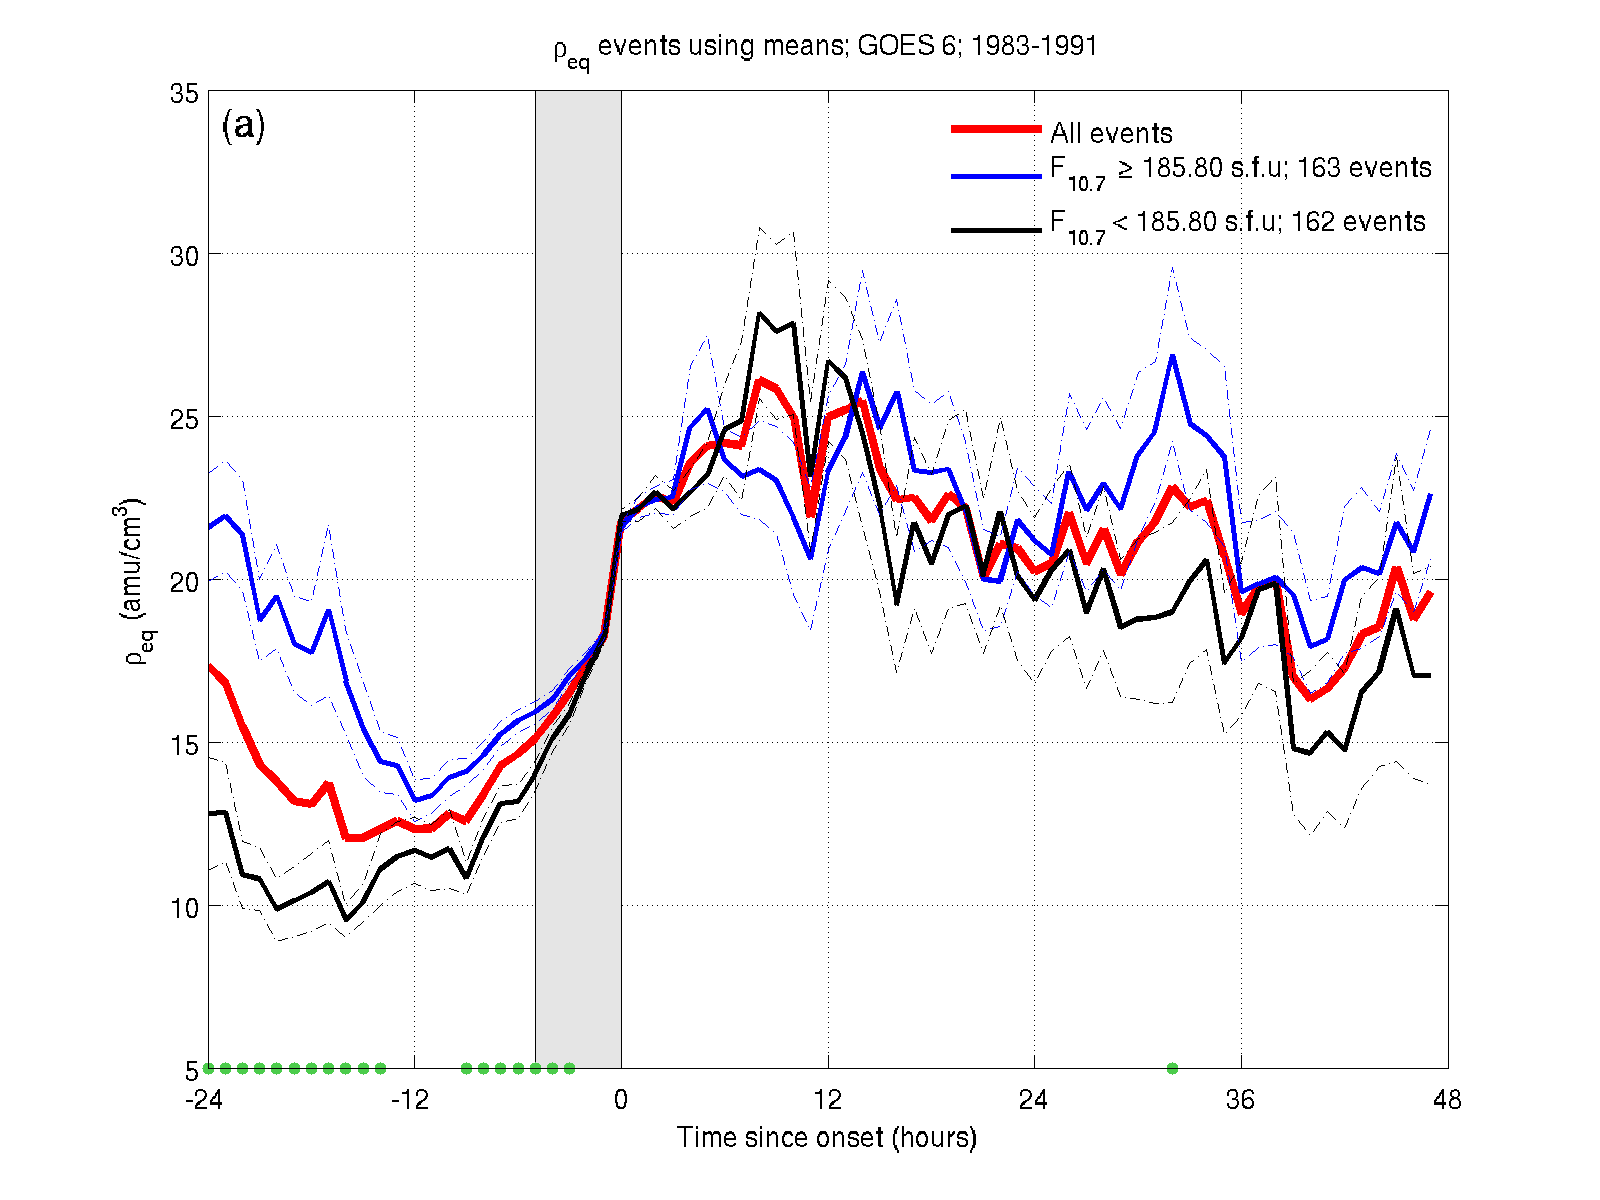 ρeq events using means; GOES 6; 1983-1991
(a)
All events
F10.7 ≥ 185.80 s.f.u; 163 events
F10.7 < 185.80 s.f.u; 162 events
35
30
25
20
15
10
5
ρeq (amu/cm³)
-24 -12 0 12 24 36 48
Time since onset (hours)